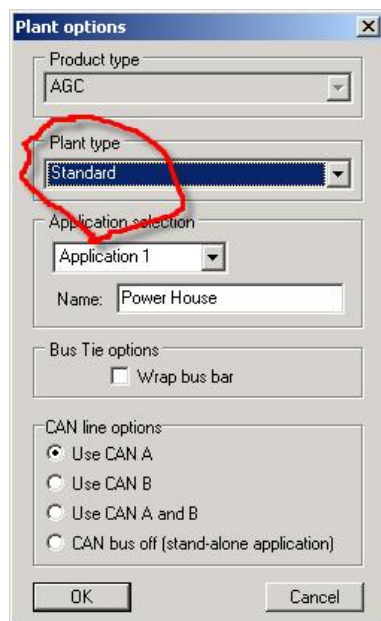 Plant options
Product type
AGC
Plant type
Standard
Application selection
Application 1
Name: Power House
Bus Tie options
Wrap bus bar
CAN line options
Use CAN A
Use CAN B
Use CAN A and B
CAN bus off (stand-alone application)
OK Cancel